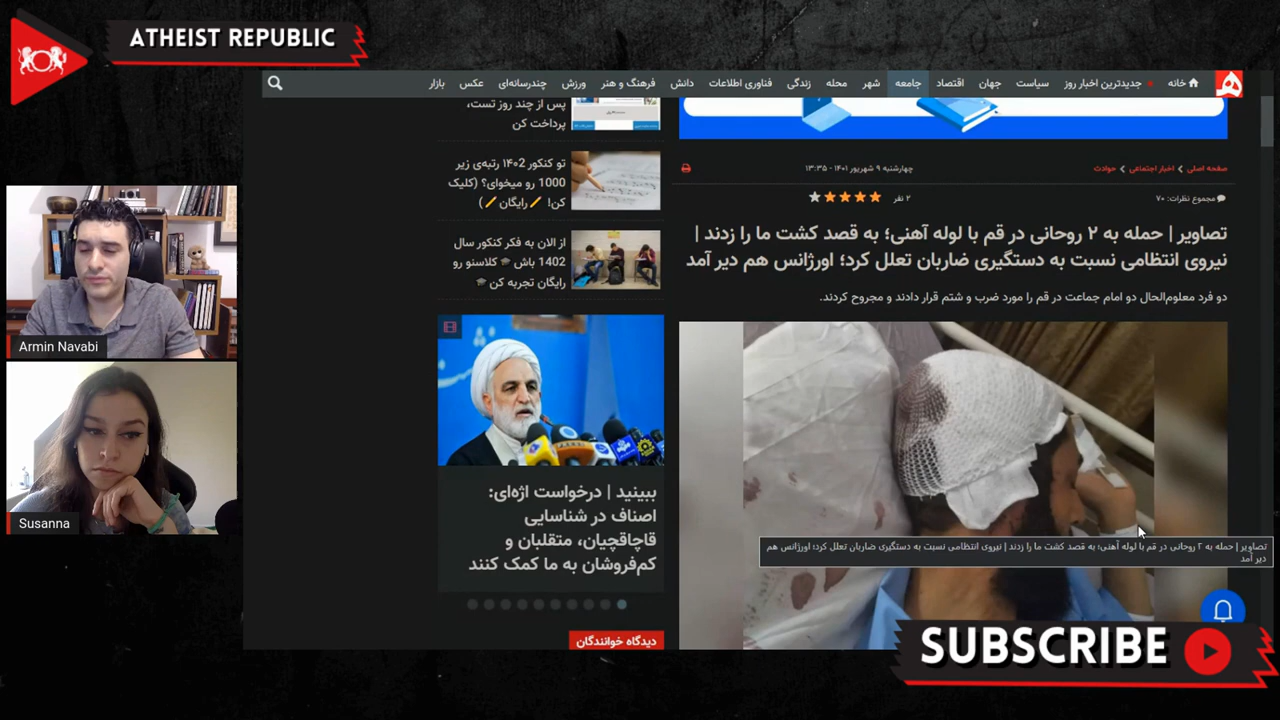 ATHEIST REPUBLIC
خانه
جدیدترین اخبار روز
سیاست
جهان
اقتصاد
جامعه
شهر
محله
زندگی
فناوری اطلاعات
دانش
فرهنگ و هنر
ورزش
چندرسانه‌ای
عکس
بازار
صفحه اصلی
اخبار اجتماعی
حوادث
چهارشنبه ۹ شهریور ۱۴۰۱ - ۱۳:۳۵
مجموع نظرات: ۷۰
۲ نفر
تصاویر | حمله به ۲ روحانی در قم با لوله آهنی؛ به قصد کشت ما را زدند |
نیروی انتظامی نسبت به دستگیری ضاربان تعلل کرد؛ اورژانس هم دیر آمد
دو فرد معلوم‌الحال دو امام جماعت در قم را مورد ضرب و شتم قرار دادند و مجروح کردند.
تصاویر | حمله به ۲ روحانی در قم با لوله آهنی؛ به قصد کشت ما را زدند | نیروی انتظامی نسبت به دستگیری ضاربان تعلل کرد؛ اورژانس هم
دیر آمد
پس از چند روز تست،
پرداخت کن
تو کنکور ۱۴۰۲ رتبه‌ی زیر
1000 رو میخوای؟ (کلیک
کن! رایگان)
از الان به فکر کنکور سال
1402 باش کلاسنو رو
رایگان تجربه کن
ببینید | درخواست اژه‌ای:
اصناف در شناسایی
قاچاقچیان، متقلبان و
کم‌فروشان به ما کمک کنند
دیدگاه خوانندگان
Armin Navabi
Susanna
SUBSCRIBE